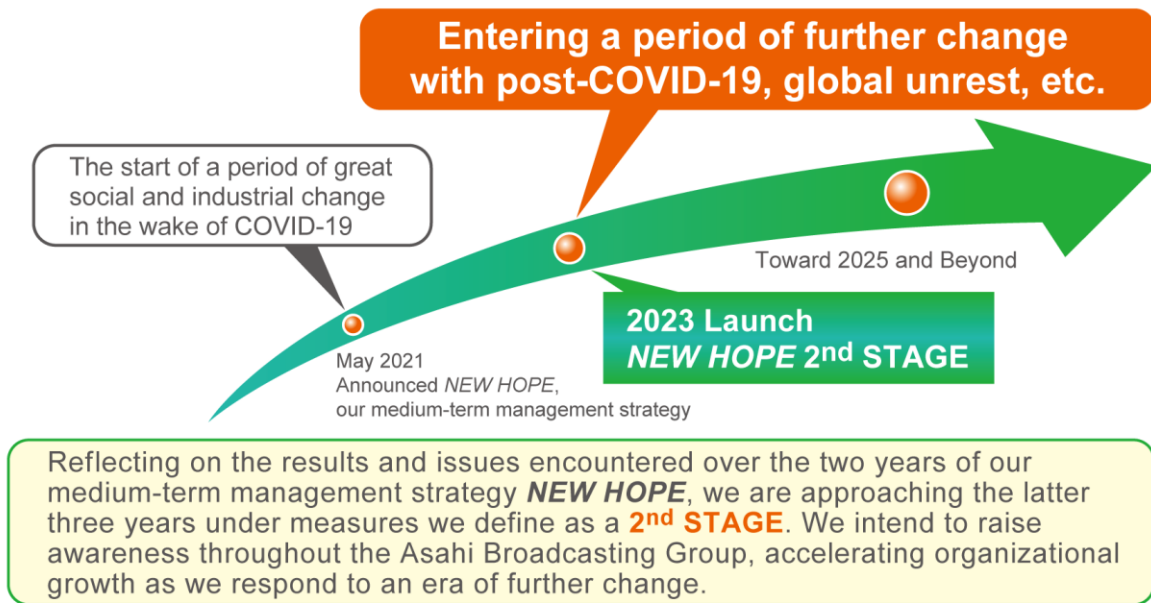 Entering a period of further change
with post-COVID-19, global unrest, etc.
The start of a period of great
social and industrial change
in the wake of COVID-19
Toward 2025 and Beyond
2023 Launch
NEW HOPE 2nd STAGE
May 2021
Announced NEW HOPE,
our medium-term management strategy
Reflecting on the results and issues encountered over the two years of our
medium-term management strategy NEW HOPE, we are approaching the latter
three years under measures we define as a 2nd STAGE. We intend to raise
awareness throughout the Asahi Broadcasting Group, accelerating organizational
growth as we respond to an era of further change.